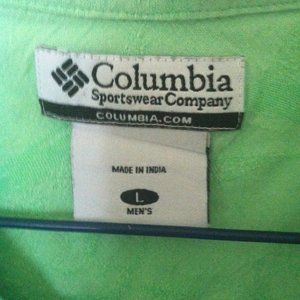 Columbia
Sportswear Company
COLUMBIA.COM
MADE IN INDIA
L
MEN'S